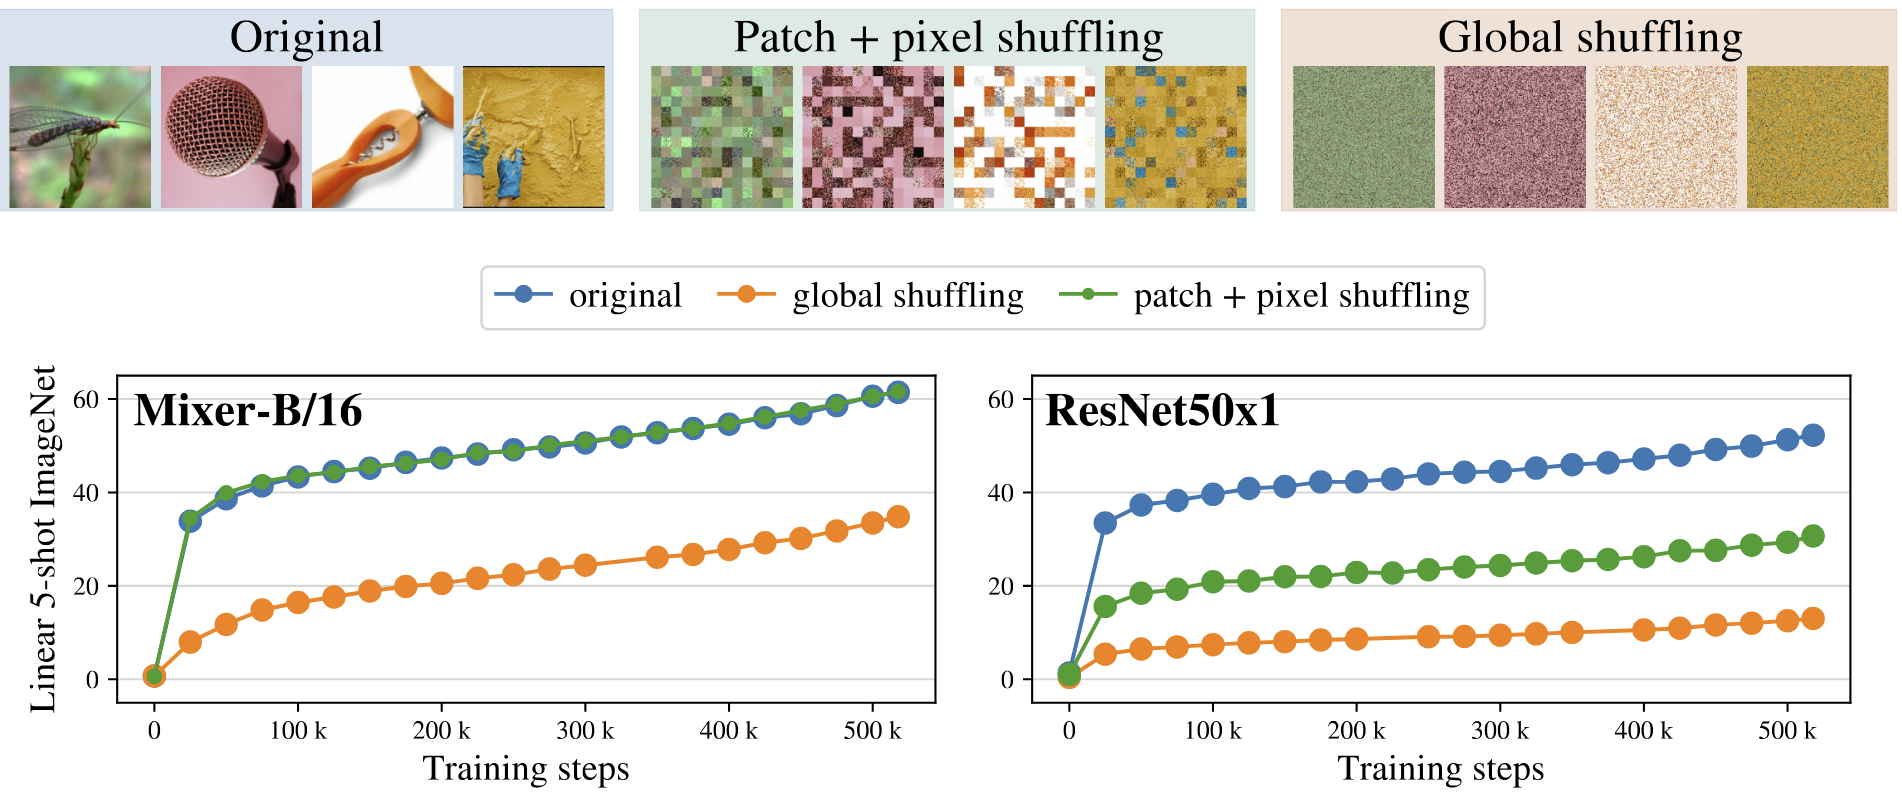 Original
Patch + pixel shuffling
Global shuffling
original
global shuffling
patch + pixel shuffling
Linear 5-shot ImageNet
Mixer-B/16
60
40
20
0
0
100 k
200 k
300 k
400 k
500 k
Training steps
ResNet50x1
60
40
20
0
0
100 k
200 k
300 k
400 k
500 k
Training steps